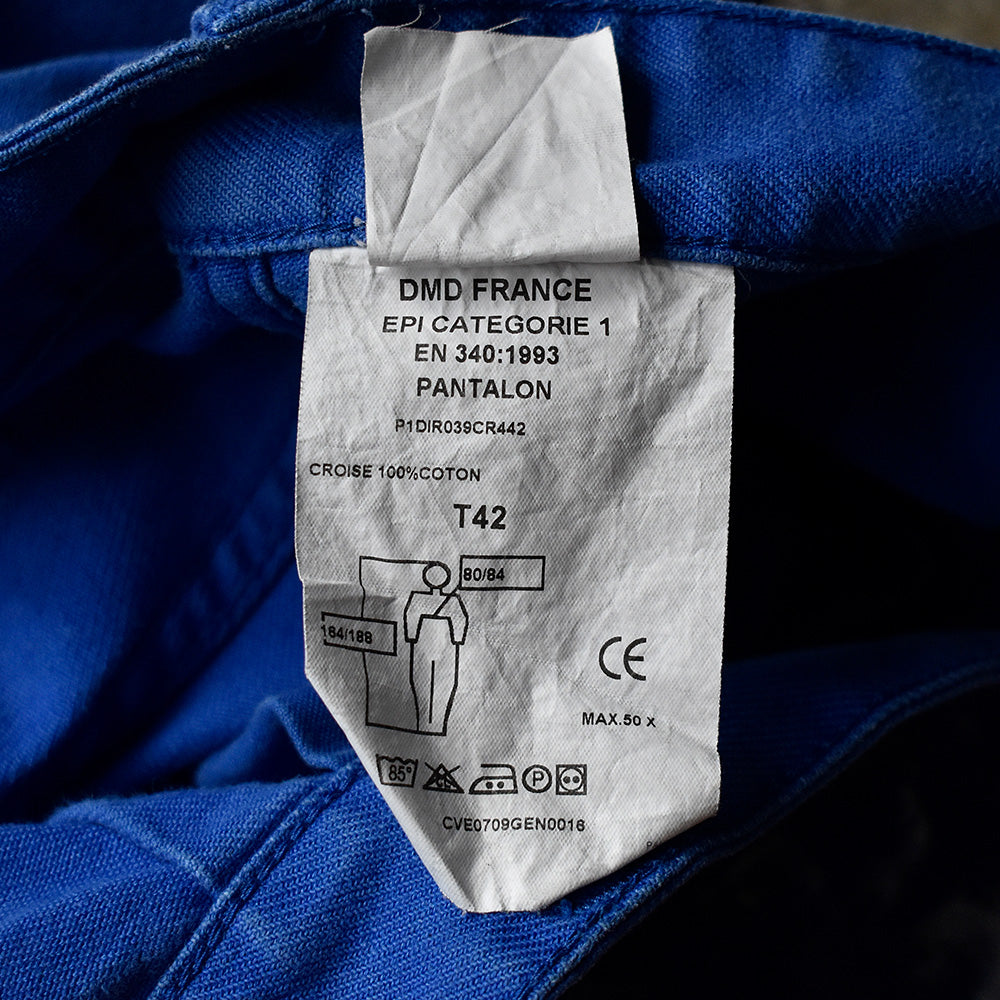 DMD FRANCE
EPI CATEGORIE 1
EN 340:1993
PANTALON
P1DIR039CR442
CROISE 100%COTON
T42
80/84
184/188
CE
MAX.50 x
85°
CL
P
CVE0709GEN0016